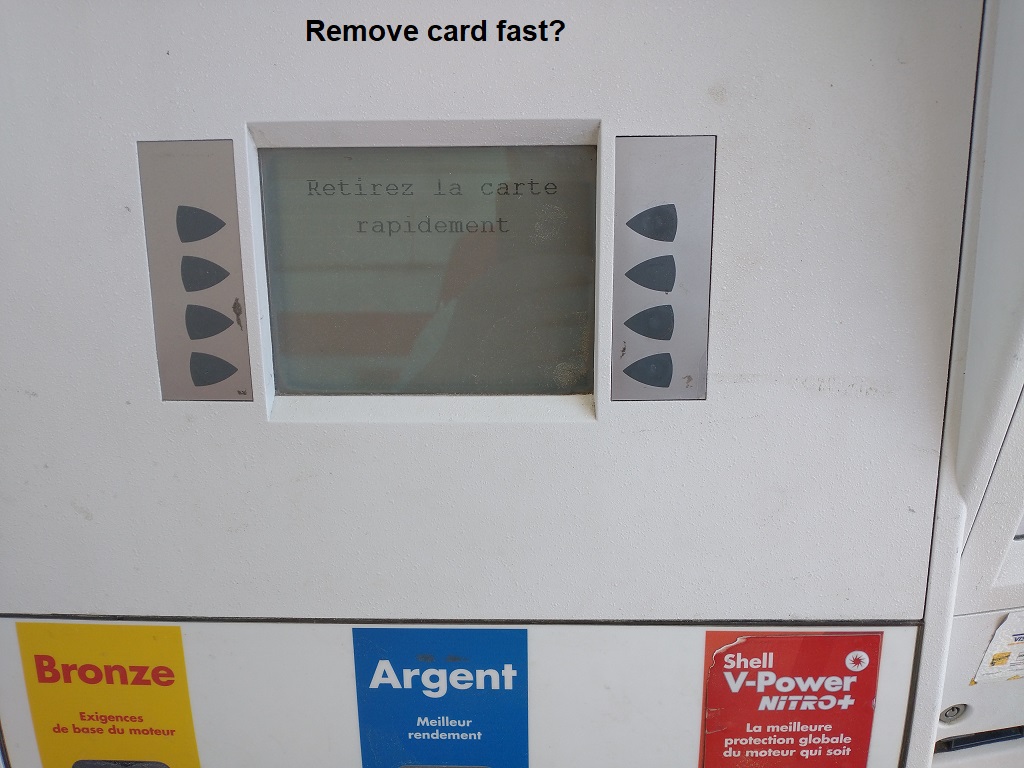 Remove card fast?
Retirez la carte
rapidement
Bronze
Exigences
de base du moteur
Argent
Meilleur
rendement
Shell
V-Power
NiTRO+
La meilleure
protection globale
du moteur qui soit